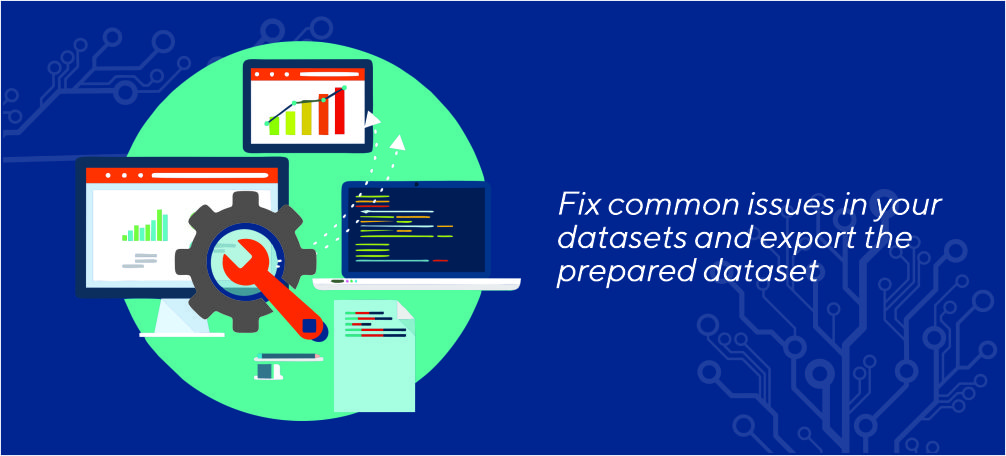 Fix common issues in your
datasets and export the
prepared dataset